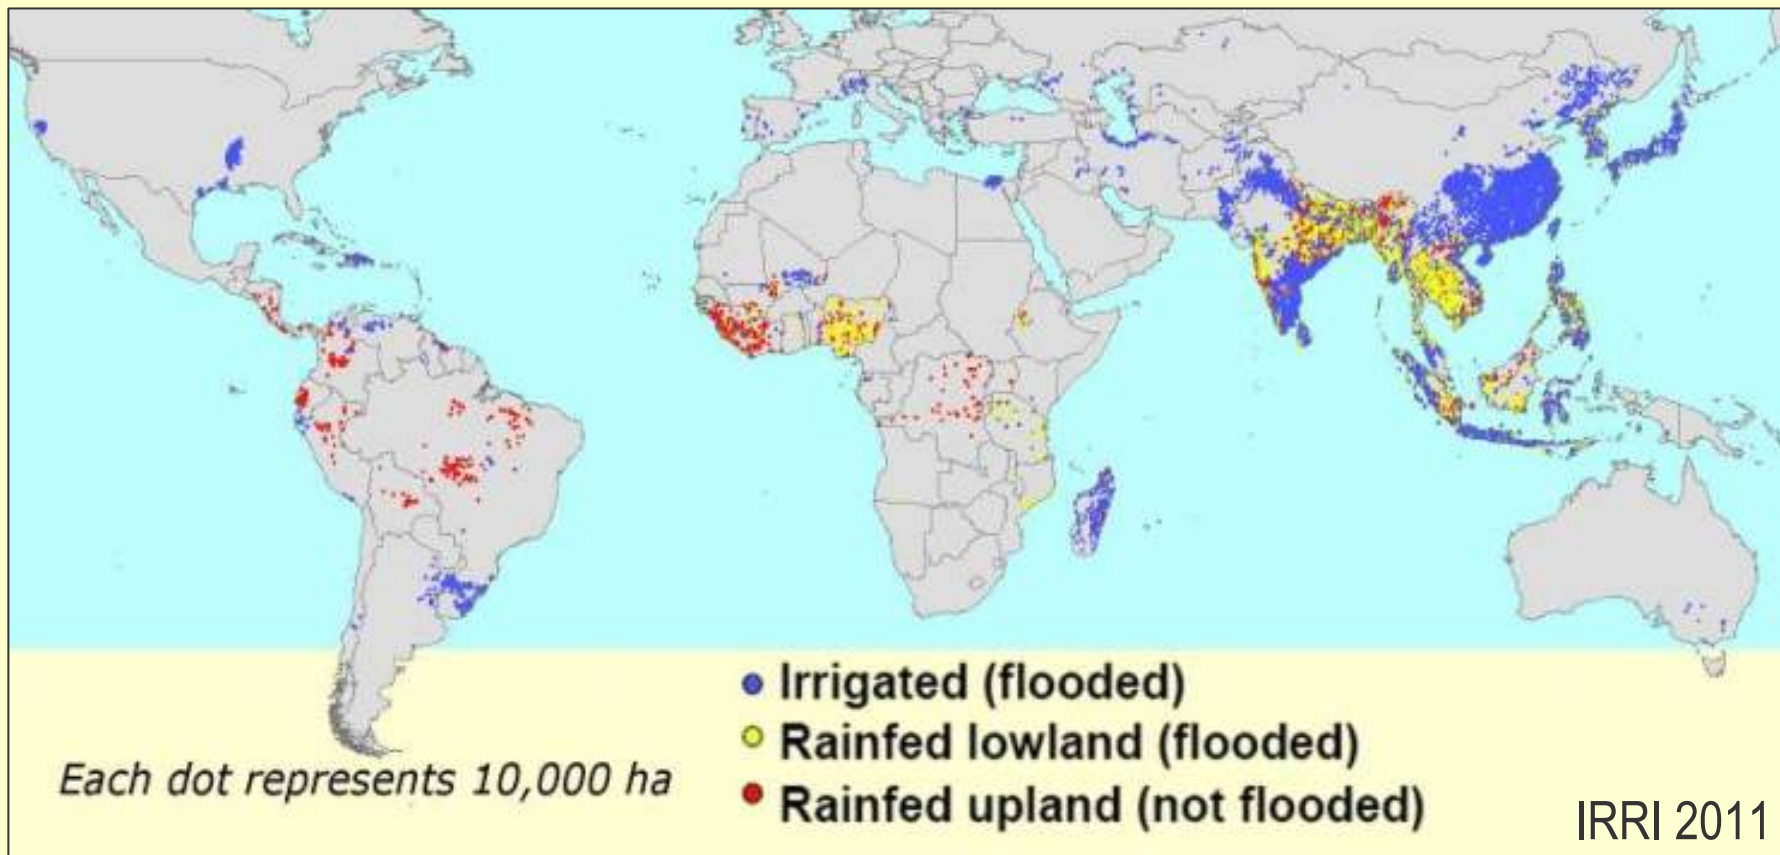 Irrigated (flooded)
Rainfed lowland (flooded)
Each dot represents 10,000 ha
Rainfed upland (not flooded)
IRRI 2011